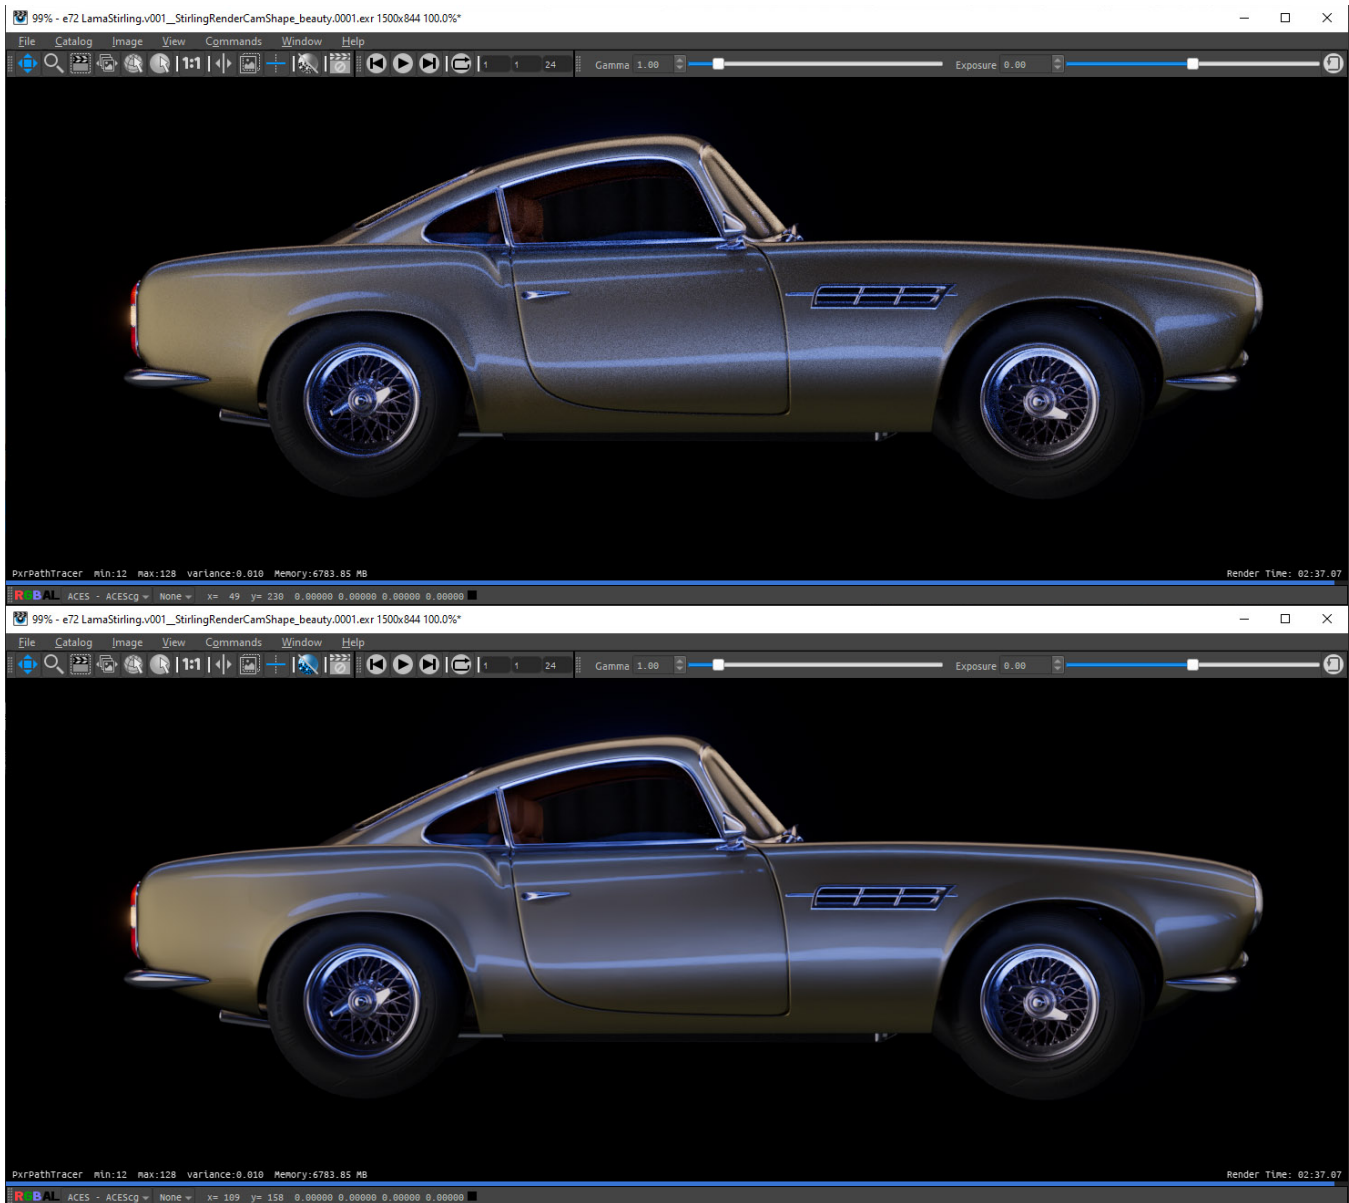 99% - e72 LamaStirling.v001__StirlingRenderCamShape_beauty.0001.exr 1500x844 100.0%*
File Catalog Image View Commands Window Help
1:1 1 1 24 Gamma 1.00 Exposure 0.00
PxrPathTracer min:12 max:128 variance:0.010 Memory:6783.85 MB Render Time: 02:37.07
RGBAL ACES - ACEScg None x= 49 y= 230 0.00000 0.00000 0.00000 0.00000
99% - e72 LamaStirling.v001__StirlingRenderCamShape_beauty.0001.exr 1500x844 100.0%*
File Catalog Image View Commands Window Help
1:1 1 1 24 Gamma 1.00 Exposure 0.00
PxrPathTracer min:12 max:128 variance:0.010 Memory:6783.85 MB Render Time: 02:37.07
RGBAL ACES - ACEScg None x= 109 y= 158 0.00000 0.00000 0.00000 0.00000